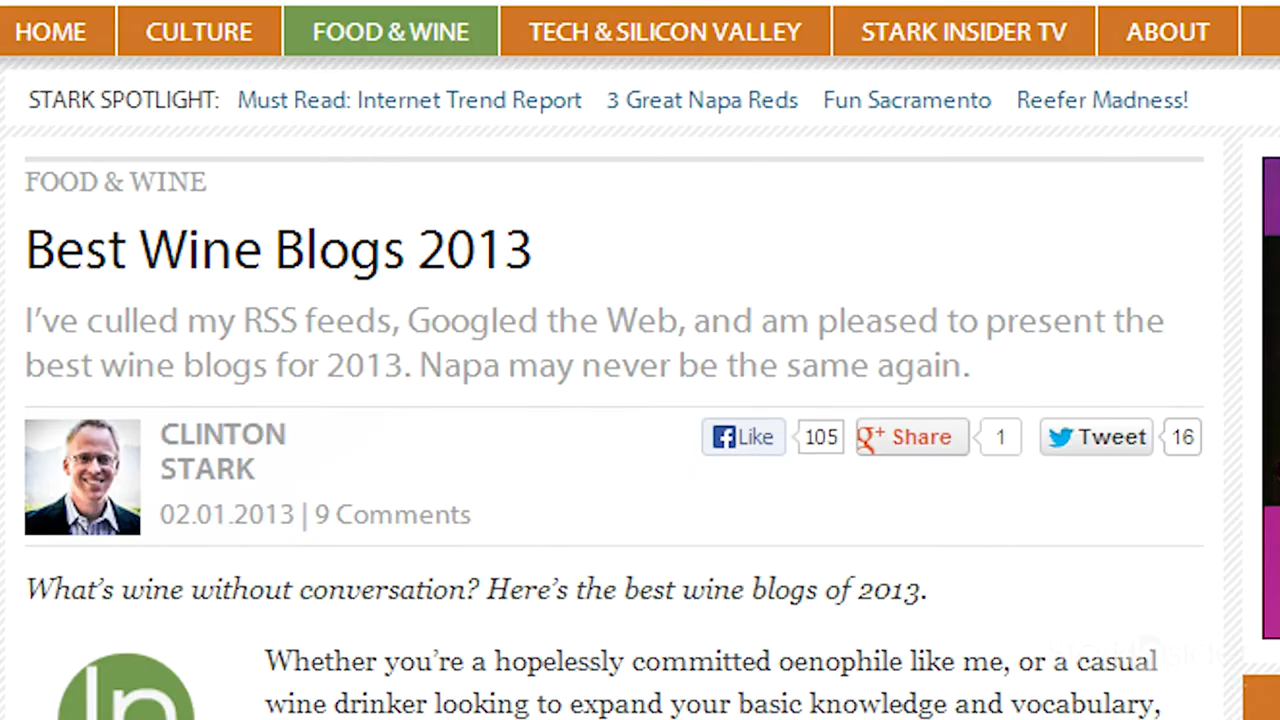 HOME CULTURE FOOD & WINE TECH & SILICON VALLEY STARK INSIDER TV ABOUT
STARK SPOTLIGHT: Must Read: Internet Trend Report 3 Great Napa Reds Fun Sacramento Reefer Madness!
FOOD & WINE
Best Wine Blogs 2013
I've culled my RSS feeds, Googled the Web, and am pleased to present the
best wine blogs for 2013. Napa may never be the same again.
CLINTON
STARK
Like 105 g+ Share 1 Tweet 16
02.01.2013 | 9 Comments
What's wine without conversation? Here's the best wine blogs of 2013.
Whether you're a hopelessly committed oenophile like me, or a casual
In
wine drinker looking to expand your basic knowledge and vocabulary,